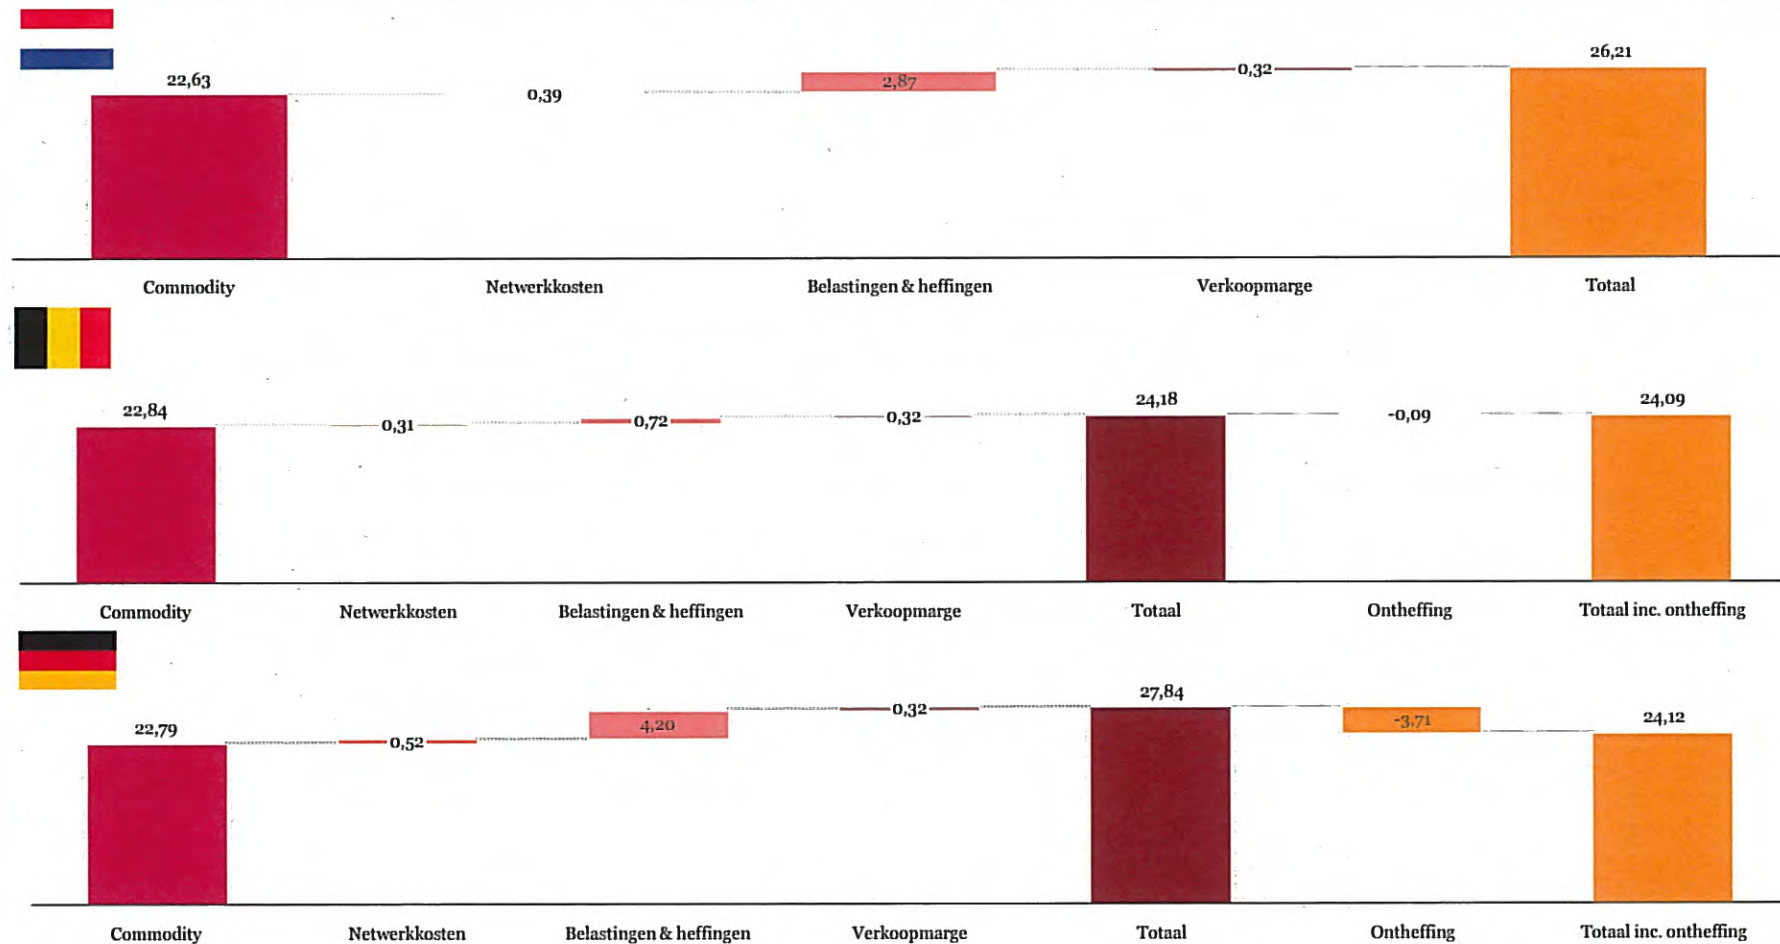 22,63 0,39 2,87 0,32 26,21
Commodity Netwerkkosten Belastingen & heffingen Verkoopmarge Totaal
22,84 0,31 0,72 0,32 24,18 -0,09 24,09
Commodity Netwerkkosten Belastingen & heffingen Verkoopmarge Totaal Ontheffing Totaal inc. ontheffing
22,79 0,52 4,20 0,32 27,84 -3,71 24,12
Commodity Netwerkkosten Belastingen & heffingen Verkoopmarge Totaal Ontheffing Totaal inc. ontheffing